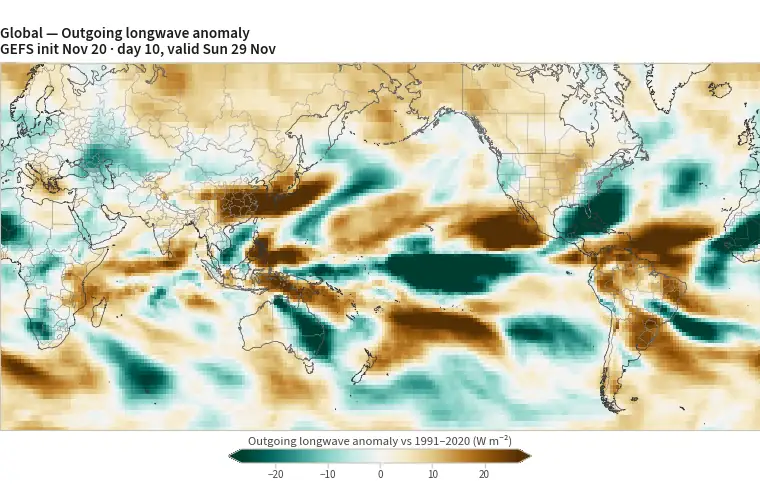 Global — Outgoing longwave anomaly
GEFS init Nov 20 · day 10, valid Sun 29 Nov
Outgoing longwave anomaly vs 1991–2020 (W m⁻²)
−20 −10 0 10 20